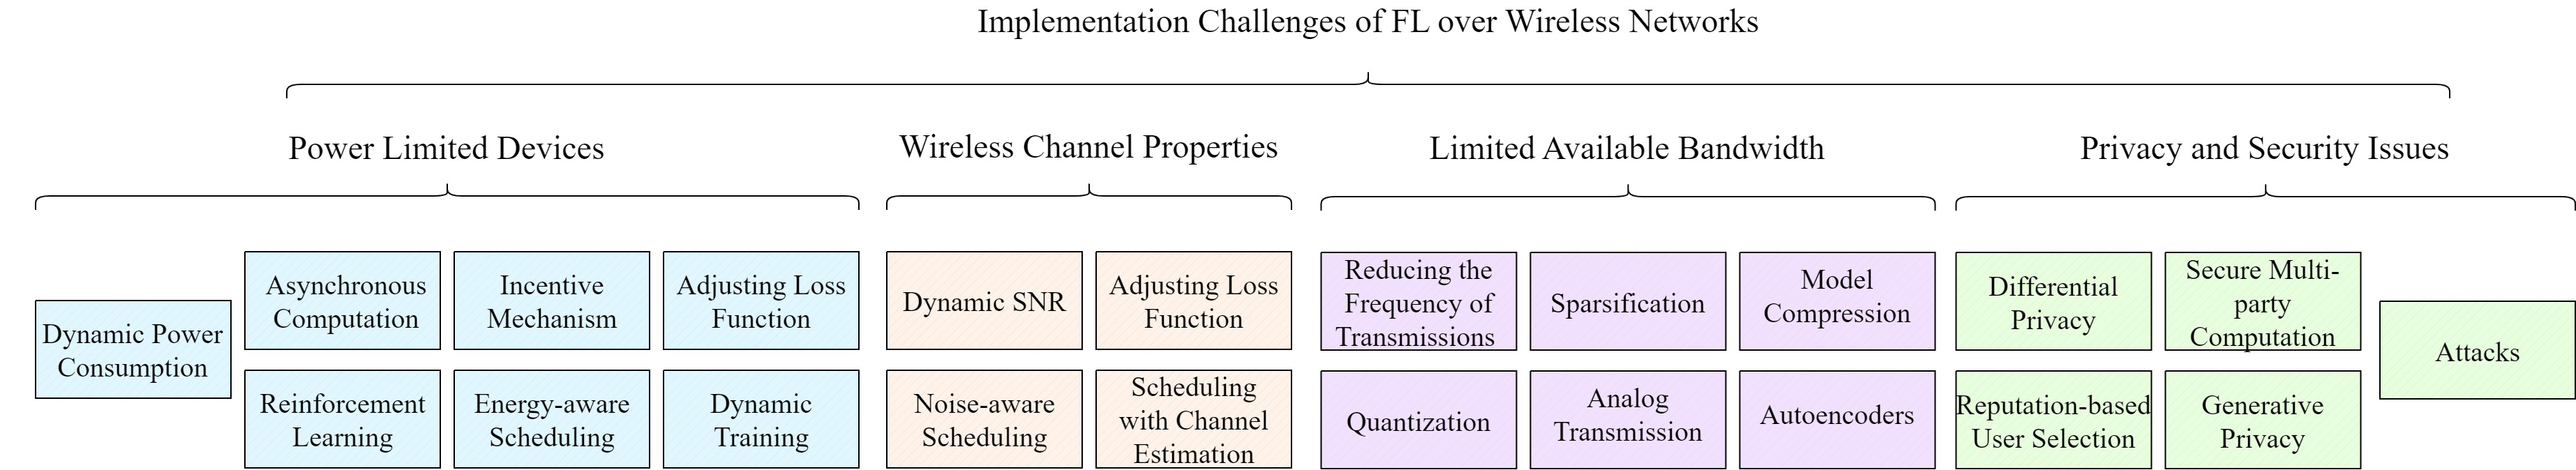 Implementation Challenges of FL over Wireless Networks
Power Limited Devices
Wireless Channel Properties
Limited Available Bandwidth
Privacy and Security Issues
Dynamic Power
Consumption
Asynchronous
Computation
Incentive
Mechanism
Adjusting Loss
Function
Reinforcement
Learning
Energy-aware
Scheduling
Dynamic
Training
Dynamic SNR
Adjusting Loss
Function
Noise-aware
Scheduling
Scheduling
with Channel
Estimation
Reducing the
Frequency of
Transmissions
Sparsification
Model
Compression
Quantization
Analog
Transmission
Autoencoders
Differential
Privacy
Secure Multi-
party
Computation
Reputation-based
User Selection
Generative
Privacy
Attacks